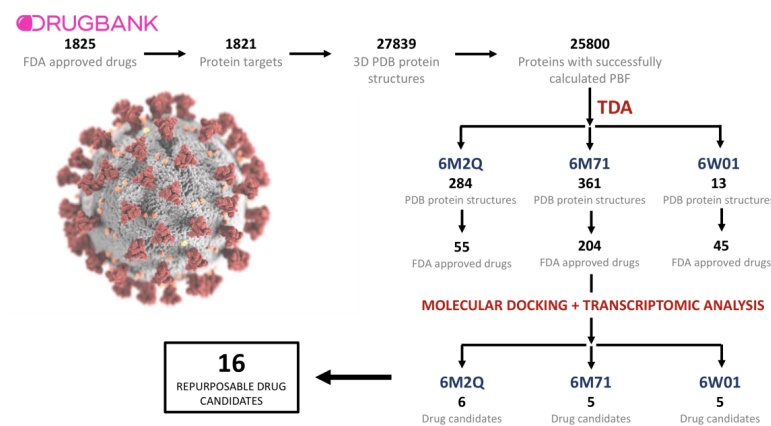 DRUGBANK
1825
FDA approved drugs
1821
Protein targets
27839
3D PDB protein
structures
25800
Proteins with successfully
calculated PBF
TDA
6M2Q
284
PDB protein structures
6M71
361
PDB protein structures
6W01
13
PDB protein structures
55
FDA approved drugs
204
FDA approved drugs
45
FDA approved drugs
MOLECULAR DOCKING + TRANSCRIPTOMIC ANALYSIS
6M2Q
6
Drug candidates
6M71
5
Drug candidates
6W01
5
Drug candidates
16
REPURPOSABLE DRUG
CANDIDATES